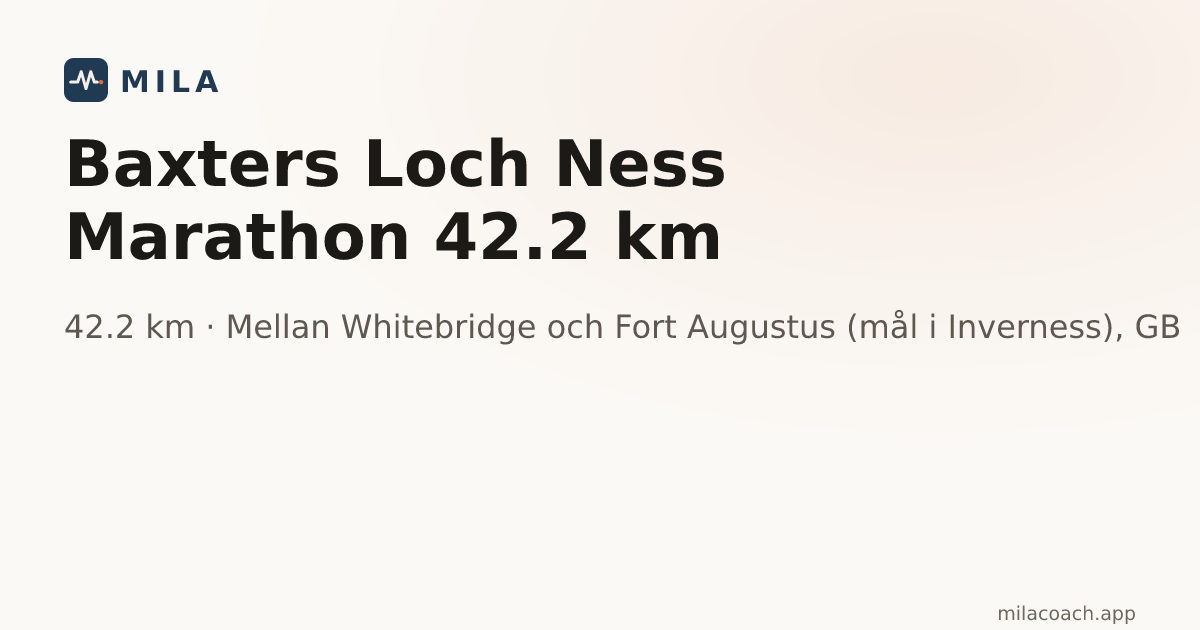 MILA
Baxters Loch Ness
Marathon 42.2 km
42.2 km · Mellan Whitebridge och Fort Augustus (mål i Inverness), GB
milacoach.app